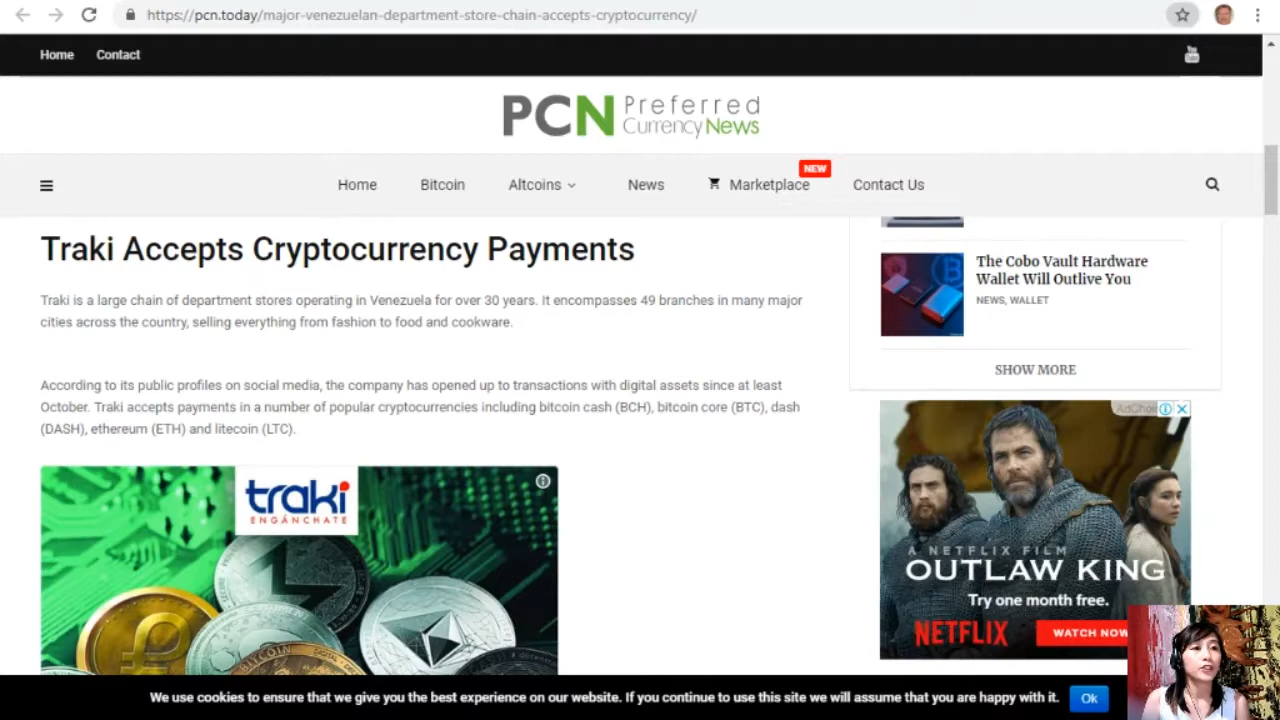 https://pcn.today/major-venezuelan-department-store-chain-accepts-cryptocurrency/
Home Contact
PCN Preferred
Currency News
NEW
Home Bitcoin Altcoins News Marketplace Contact Us
Traki Accepts Cryptocurrency Payments
Traki is a large chain of department stores operating in Venezuela for over 30 years. It encompasses 49 branches in many major
cities across the country, selling everything from fashion to food and cookware.
According to its public profiles on social media, the company has opened up to transactions with digital assets since at least
October. Traki accepts payments in a number of popular cryptocurrencies including bitcoin cash (BCH), bitcoin core (BTC), dash
(DASH), ethereum (ETH) and litecoin (LTC).
traki
ENGÁNCHATE
BITCOIN
The Cobo Vault Hardware
Wallet Will Outlive You
NEWS, WALLET
SHOW MORE
A NETFLIX FILM
OUTLAW KING
Try one month free.
NETFLIX WATCH NOW
We use cookies to ensure that we give you the best experience on our website. If you continue to use this site we will assume that you are happy with it. Ok